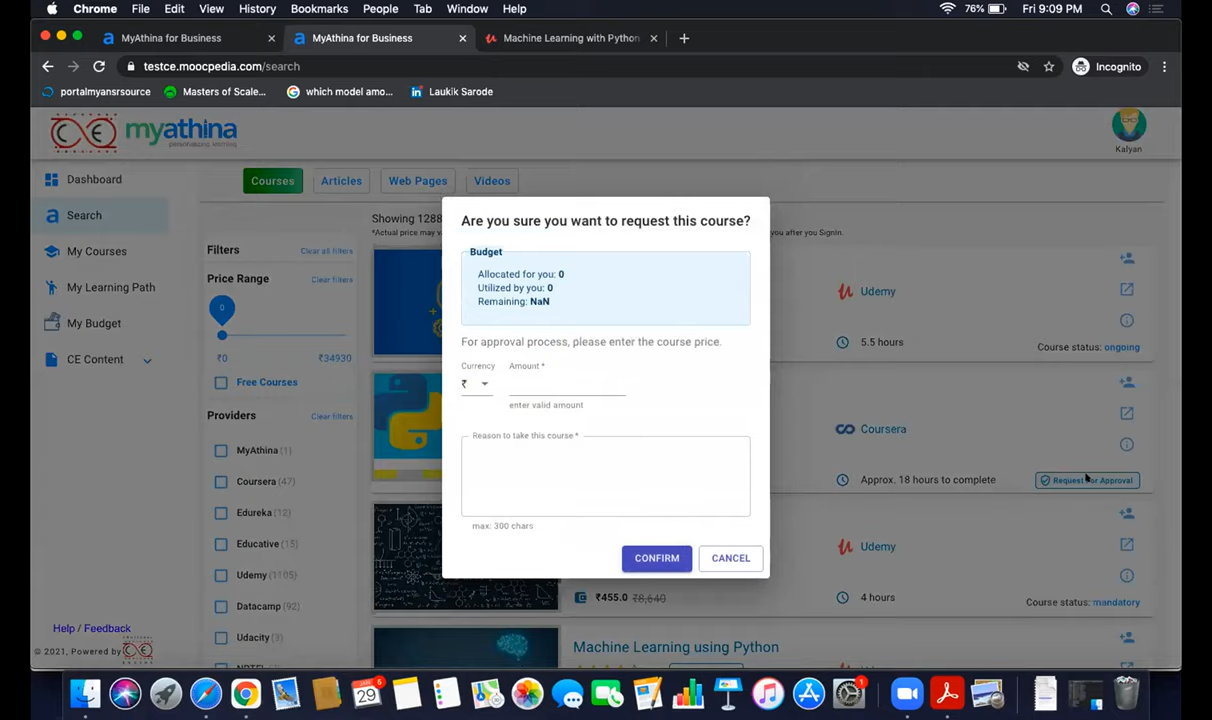 Chrome File Edit View History Bookmarks People Tab Window Help 76% Fri 9:09 PM
MyAthina for Business MyAthina for Business Machine Learning with Python
testce.moocpedia.com/search Incognito
portalmyansrsource Masters of Scale... which model amo... Laukik Sarode
myathina
personalizing learning
Kalyan
Dashboard
Search
My Courses
My Learning Path
My Budget
CE Content
Help / Feedback
© 2021, Powered by
Courses Articles Web Pages Videos
Showing 1288
*Actual price may va
you after you SignIn.
Filters Clear all filters
Price Range Clear filters
0
₹0 ₹34930
Free Courses
Providers Clear filters
MyAthina (1)
Coursera (47)
Edureka (12)
Educative (15)
Udemy (1105)
Datacamp (92)
Udacity (3)
Udemy
5.5 hours
Course status: ongoing
Coursera
Approx. 18 hours to complete
Request For Approval
Udemy
₹455.0 ₹8,640
4 hours
Course status: mandatory
Machine Learning using Python
Are you sure you want to request this course?
Budget
Allocated for you: 0
Utilized by you: 0
Remaining: NaN
For approval process, please enter the course price.
Currency Amount *
₹
enter valid amount
Reason to take this course *
max: 300 chars
CONFIRM CANCEL
JAN
29
5
1